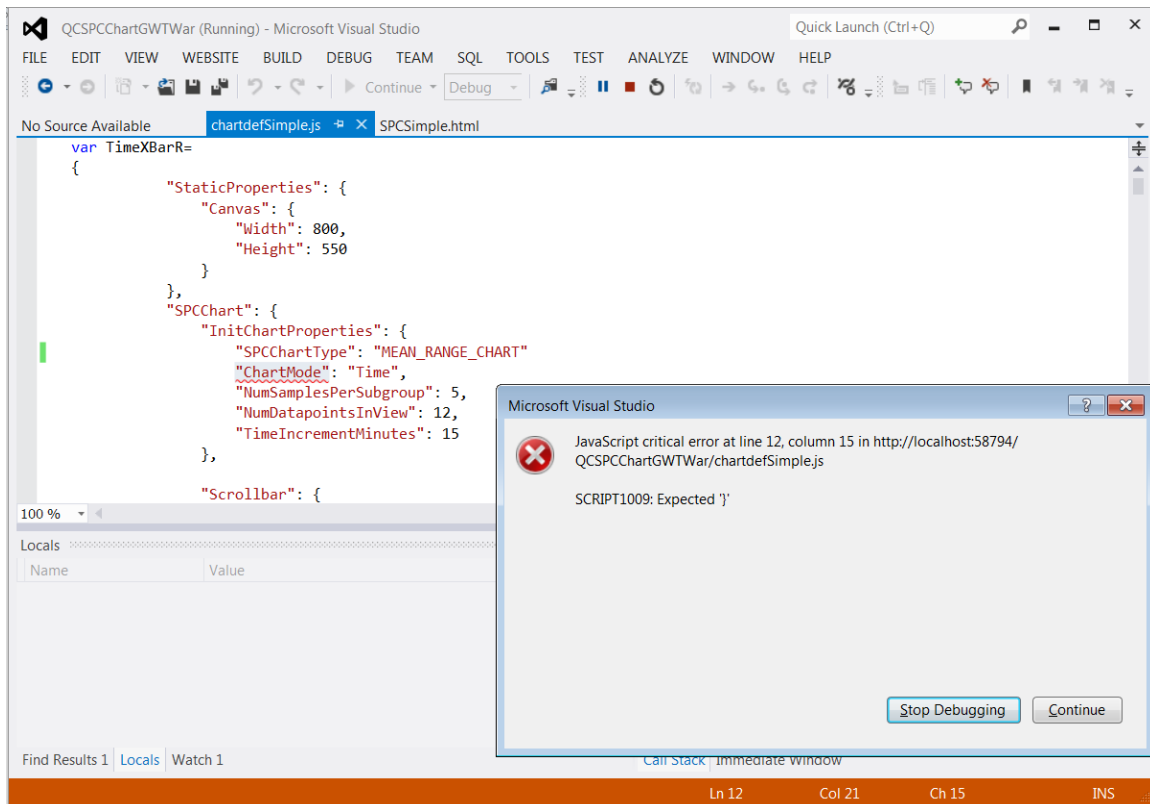 QCSPCChartGWTWar (Running) - Microsoft Visual Studio
Quick Launch (Ctrl+Q)
FILE EDIT VIEW WEBSITE BUILD DEBUG TEAM SQL TOOLS TEST ANALYZE WINDOW HELP
Continue Debug
No Source Available chartdefSimple.js SPCSimple.html
var TimeXBarR=
{
"StaticProperties": {
"Canvas": {
"Width": 800,
"Height": 550
}
},
"SPCChart": {
"InitChartProperties": {
"SPCChartType": "MEAN_RANGE_CHART"
"ChartMode": "Time",
"NumSamplesPerSubgroup": 5,
"NumDatapointsInView": 12,
"TimeIncrementMinutes": 15
},
"Scrollbar": {
100 %
Locals
Name Value
Microsoft Visual Studio
JavaScript critical error at line 12, column 15 in http://localhost:58794/
QCSPCChartGWTWar/chartdefSimple.js
SCRIPT1009: Expected '}'
Stop Debugging Continue
Find Results 1 Locals Watch 1
Call Stack Immediate Window
Ln 12 Col 21 Ch 15 INS